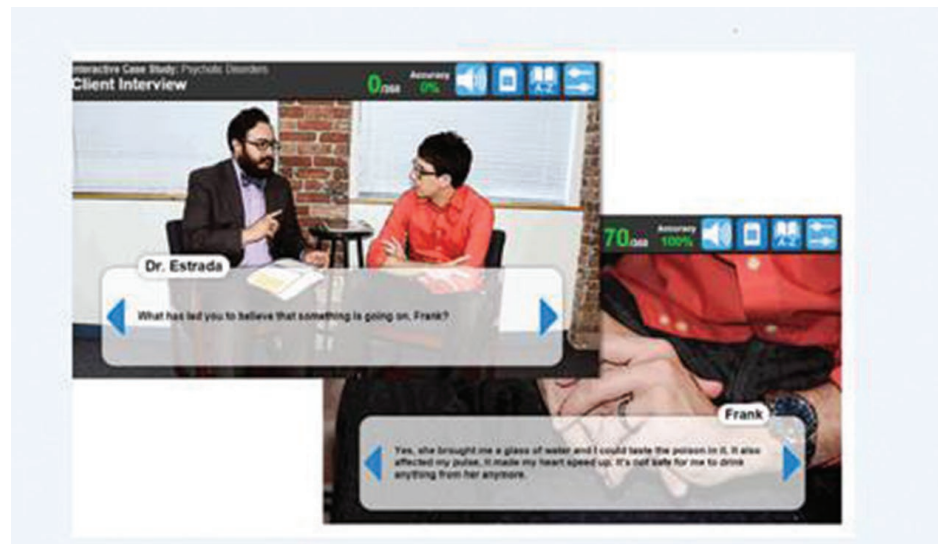 Interactive Case Study: Psychotic Disorders
Client Interview
0/368
Accuracy
0%
A-Z
Dr. Estrada
What has led you to believe that something is going on, Frank?
70/368
Accuracy
100%
A-Z
Frank
Yes, she brought me a glass of water and I could taste the poison in it. It also
affected my pulse, it made my heart speed up. It's not safe for me to drink
anything from her anymore.